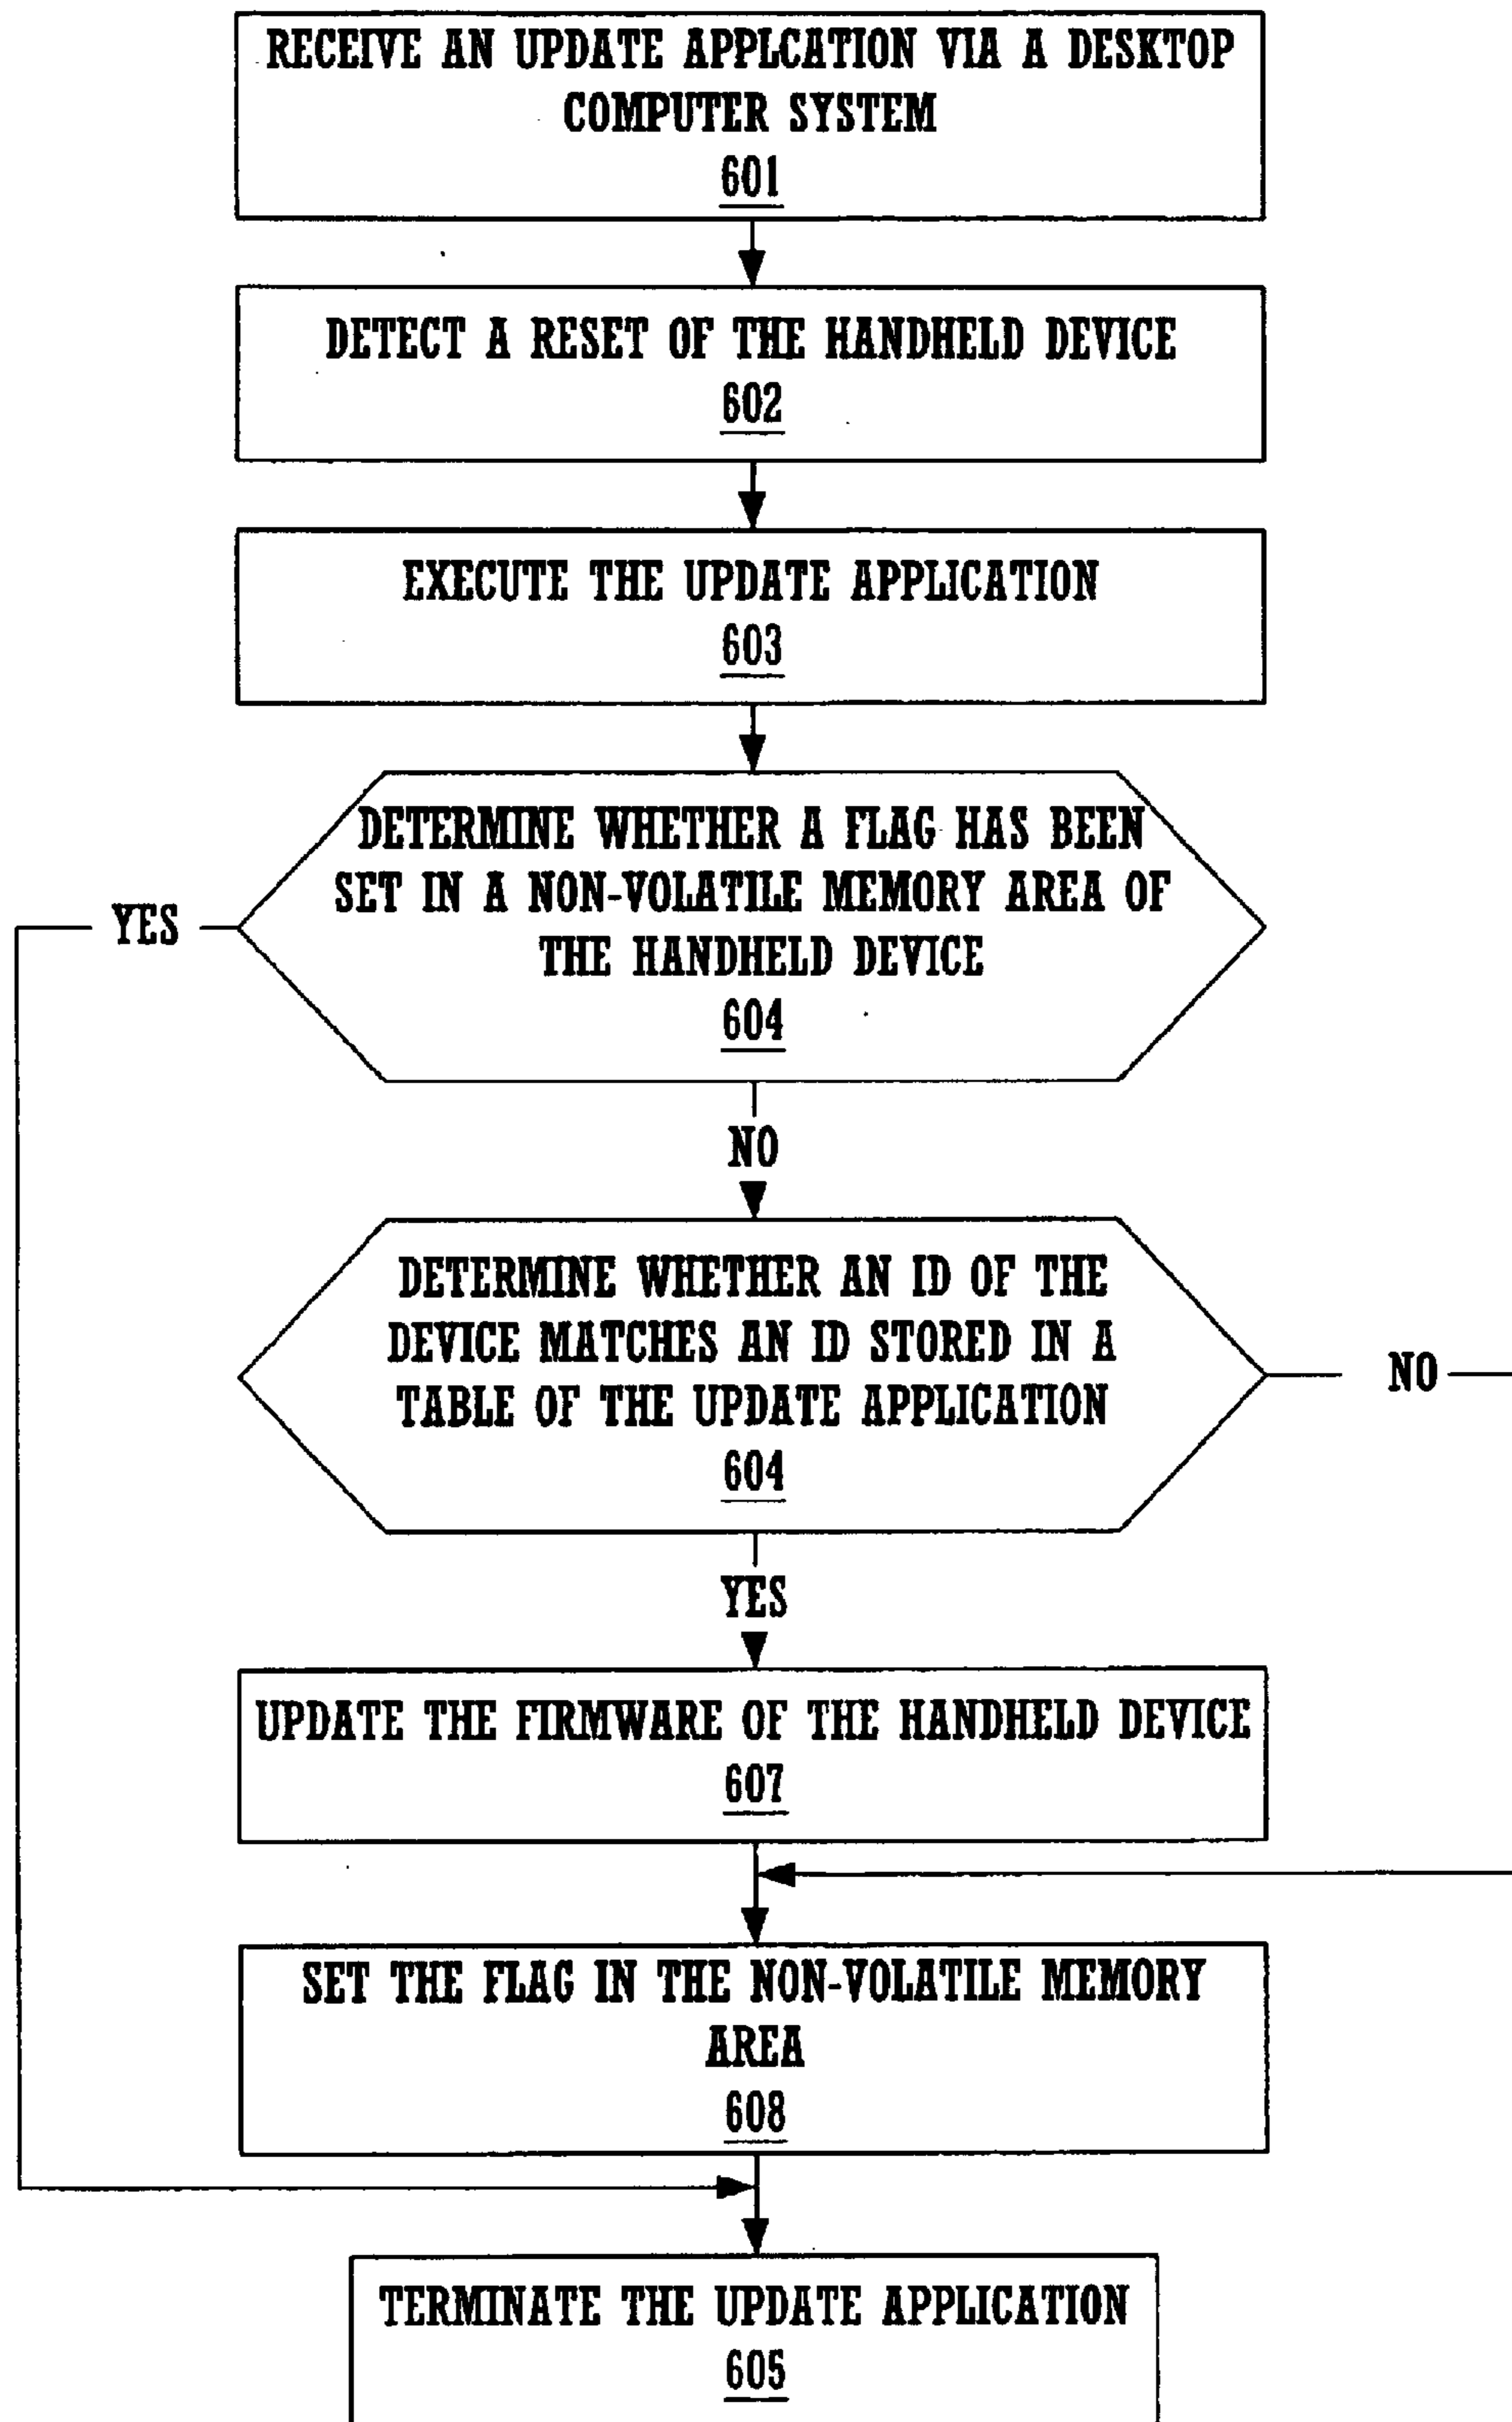 RECEIVE AN UPDATE APPLCATION VIA A DESKTOP
COMPUTER SYSTEM
601
DETECT A RESET OF THE HANDHELD DEVICE
602
EXECUTE THE UPDATE APPLICATION
603
DETERMINE WHETHER A FLAG HAS BEEN
SET IN A NON-VOLATILE MEMORY AREA OF
THE HANDHELD DEVICE
604
YES
NO
DETERMINE WHETHER AN ID OF THE
DEVICE MATCHES AN ID STORED IN A
TABLE OF THE UPDATE APPLICATION
604
NO
YES
UPDATE THE FIRMWARE OF THE HANDHELD DEVICE
607
SET THE FLAG IN THE NON-VOLATILE MEMORY
AREA
608
TERMINATE THE UPDATE APPLICATION
605